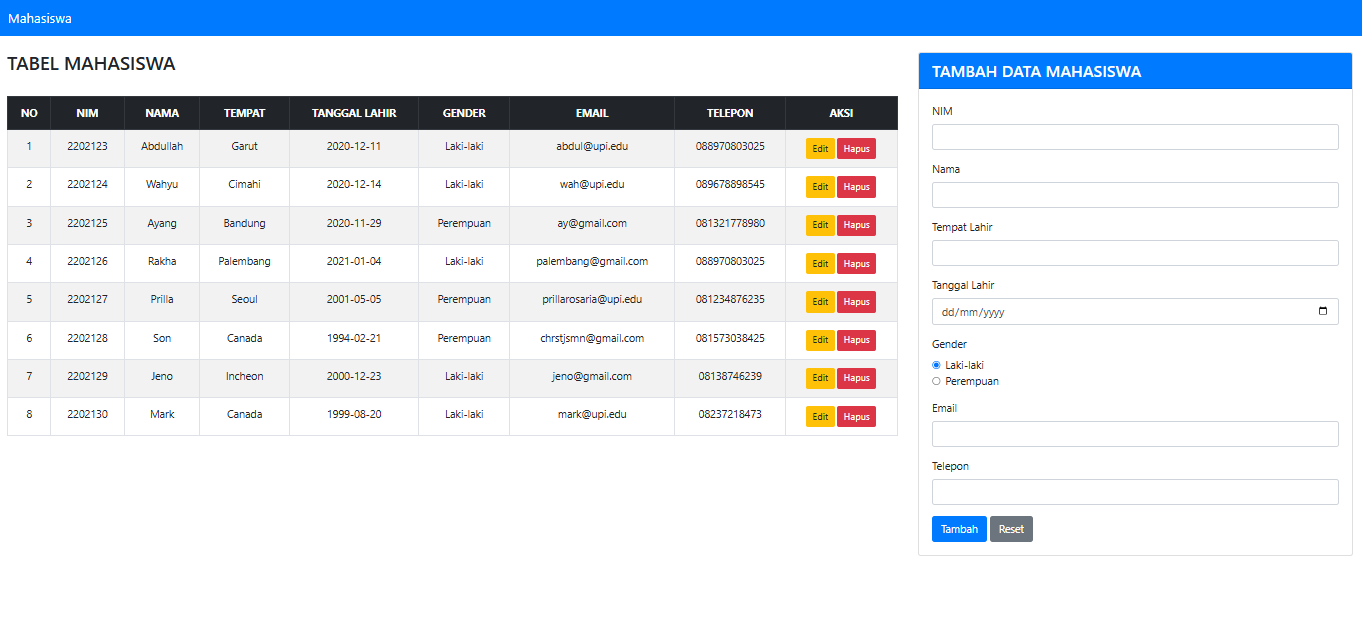 Mahasiswa
TABEL MAHASISWA
NO NIM NAMA TEMPAT TANGGAL LAHIR GENDER EMAIL TELEPON AKSI
1 2202123 Abdullah Garut 2020-12-11 Laki-laki abdul@upi.edu 088970803025 Edit Hapus
2 2202124 Wahyu Cimahi 2020-12-14 Laki-laki wah@upi.edu 089678898545 Edit Hapus
3 2202125 Ayang Bandung 2020-11-29 Perempuan ay@gmail.com 081321778980 Edit Hapus
4 2202126 Rakha Palembang 2021-01-04 Laki-laki palembang@gmail.com 088970803025 Edit Hapus
5 2202127 Prilla Seoul 2001-05-05 Perempuan prillarosaria@upi.edu 081234876235 Edit Hapus
6 2202128 Son Canada 1994-02-21 Perempuan chrstjsmn@gmail.com 081573038425 Edit Hapus
7 2202129 Jeno Incheon 2000-12-23 Laki-laki jeno@gmail.com 08138746239 Edit Hapus
8 2202130 Mark Canada 1999-08-20 Laki-laki mark@upi.edu 08237218473 Edit Hapus
TAMBAH DATA MAHASISWA
NIM
Nama
Tempat Lahir
Tanggal Lahir
dd/mm/yyyy
Gender
Laki-laki
Perempuan
Email
Telepon
Tambah Reset